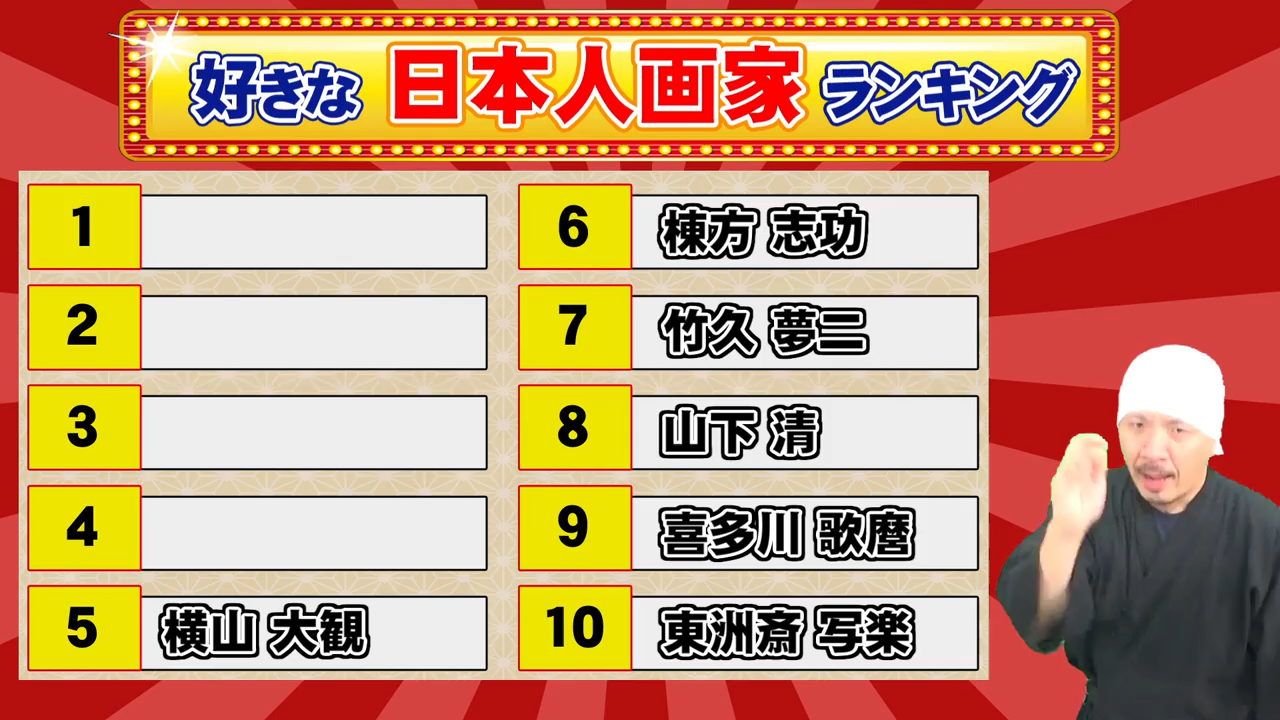 好きな 日本人画家 ランキング
1
2
3
4
5 横山 大観
6 棟方 志功
7 竹久 夢二
8 山下 清
9 喜多川 歌麿
10 東洲斎 写楽